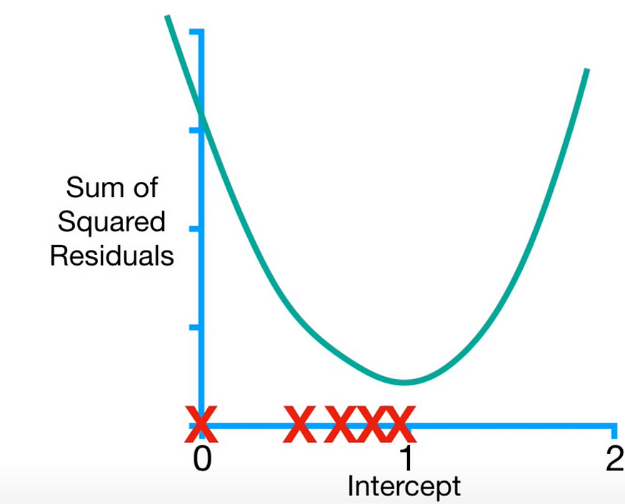 Sum of
Squared
Residuals
X X X X X
0 1 2
Intercept